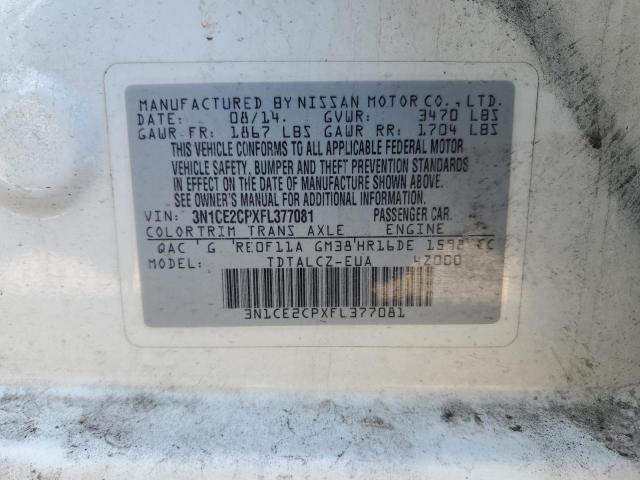 MANUFACTURED BY NISSAN MOTOR CO., LTD.
DATE: 08/14. GVWR: 3470 LBS
GAWR-FR: 1867 LBS GAWR RR: 1704 LBS
THIS VEHICLE CONFORMS TO ALL APPLICABLE FEDERAL MOTOR
VEHICLE SAFETY, BUMPER AND THEFT PREVENTION STANDARDS
IN EFFECT ON THE DATE OF MANUFACTURE SHOWN ABOVE.
SEE OWNER'S MANUAL FOR ADDITIONAL INFORMATION.
VIN: 3N1CE2CPXFL377081 PASSENGER CAR.
COLOR TRIM TRANS AXLE ENGINE
QAC G RE0F11A GM38 HR16DE 1598 CC
MODEL: TDTALCZ-EUA 4Z000
3N1CE2CPXFL377081